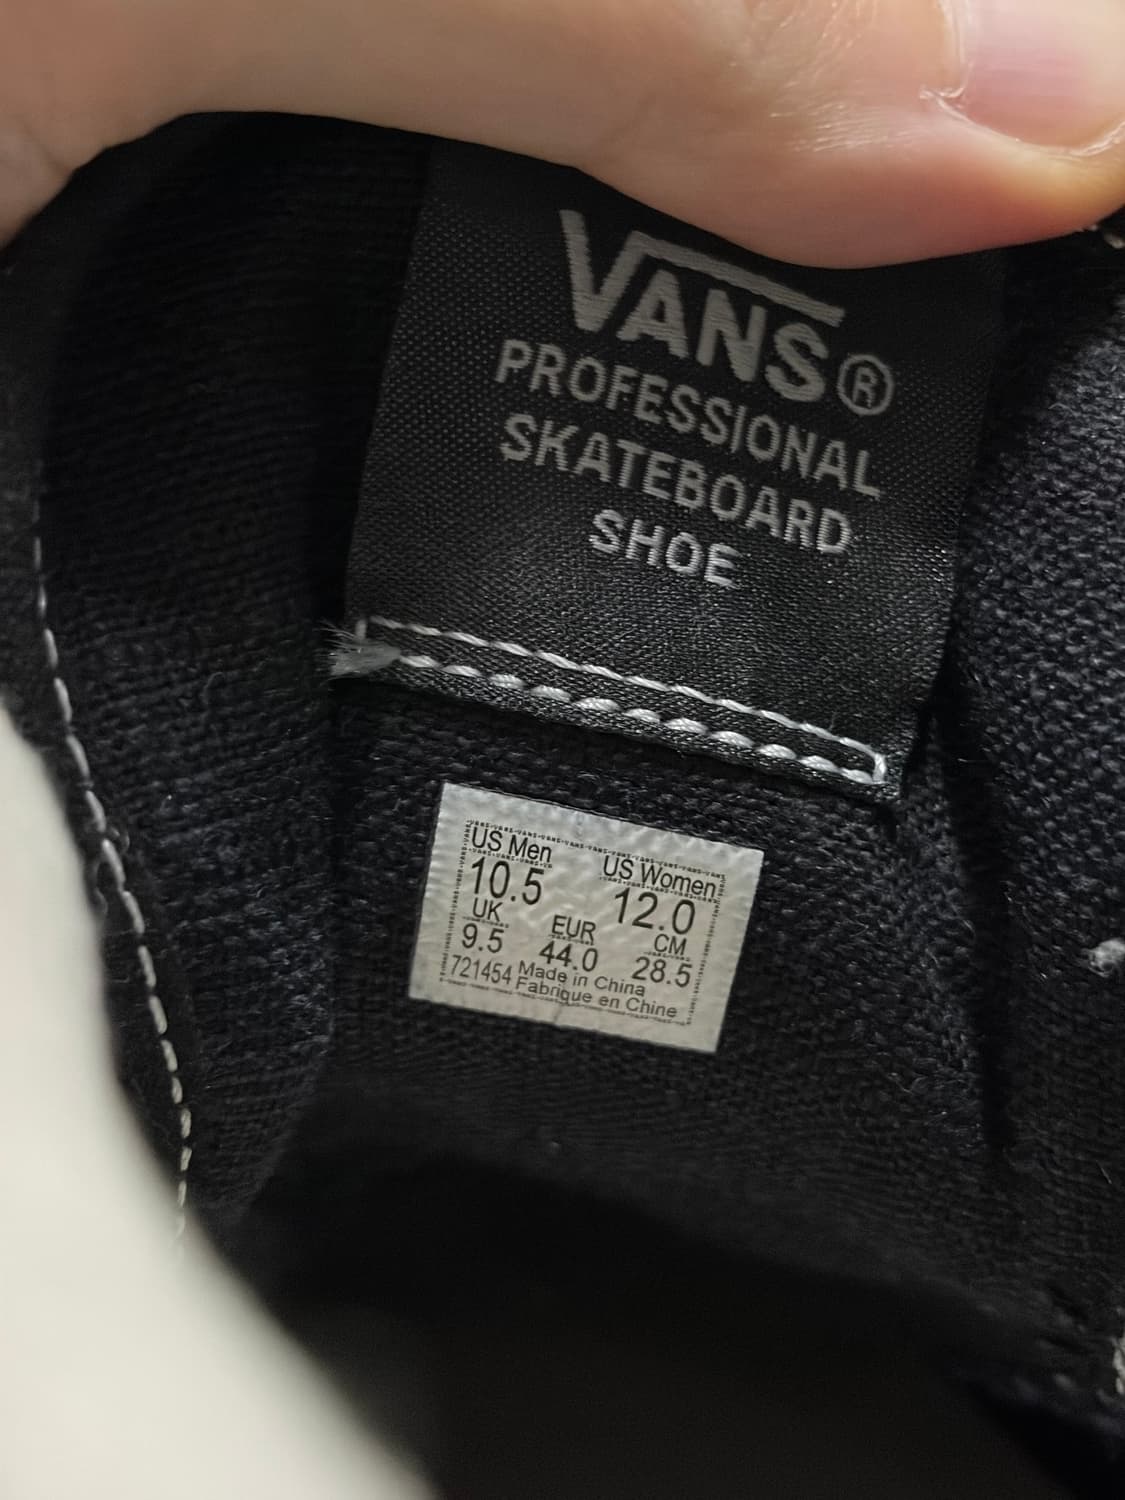 VANS®
PROFESSIONAL
SKATEBOARD
SHOE
US Men US Women
10.5 12.0
UK EUR CM
9.5 44.0 28.5
721454 Made in China
Fabrique en Chine